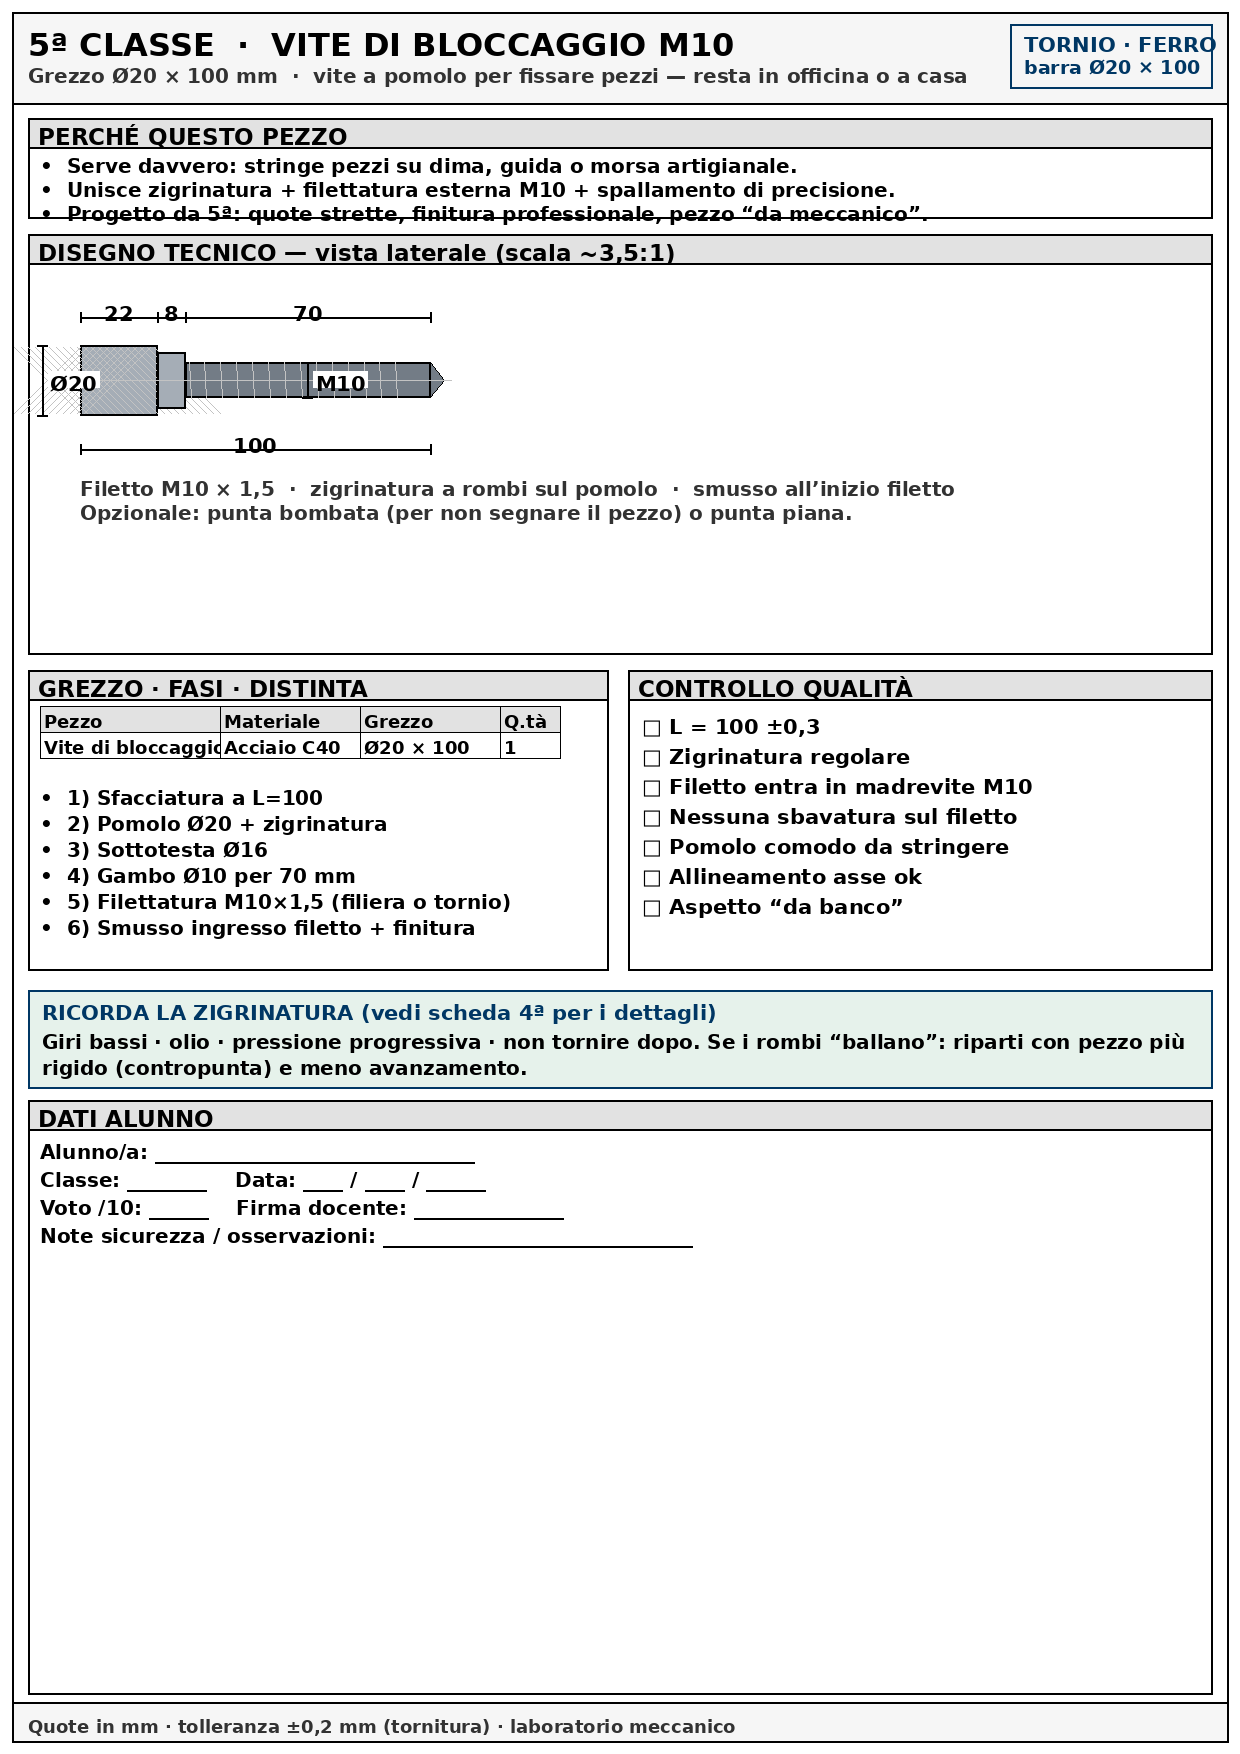 5ª CLASSE · VITE DI BLOCCAGGIO M10
Grezzo Ø20 × 100 mm · vite a pomolo per fissare pezzi — resta in officina o a casa
TORNIO · FERRO
barra Ø20 × 100
PERCHÉ QUESTO PEZZO
• Serve davvero: stringe pezzi su dima, guida o morsa artigianale.
• Unisce zigrinatura + filettatura esterna M10 + spallamento di precisione.
• Progetto da 5ª: quote strette, finitura professionale, pezzo “da meccanico”.
DISEGNO TECNICO — vista laterale (scala ~3,5:1)
22 8 70
Ø20 M10
100
Filetto M10 × 1,5 · zigrinatura a rombi sul pomolo · smusso all’inizio filetto
Opzionale: punta bombata (per non segnare il pezzo) o punta piana.
GREZZO · FASI · DISTINTA
Pezzo Materiale Grezzo Q.tà
Vite di bloccaggio Acciaio C40 Ø20 × 100 1
• 1) Sfacciatura a L=100
• 2) Pomolo Ø20 + zigrinatura
• 3) Sottotesta Ø16
• 4) Gambo Ø10 per 70 mm
• 5) Filettatura M10×1,5 (filiera o tornio)
• 6) Smusso ingresso filetto + finitura
CONTROLLO QUALITÀ
□ L = 100 ±0,3
□ Zigrinatura regolare
□ Filetto entra in madrevite M10
□ Nessuna sbavatura sul filetto
□ Pomolo comodo da stringere
□ Allineamento asse ok
□ Aspetto “da banco”
RICORDA LA ZIGRINATURA (vedi scheda 4ª per i dettagli)
Giri bassi · olio · pressione progressiva · non tornire dopo. Se i rombi “ballano”: riparti con pezzo più
rigido (contropunta) e meno avanzamento.
DATI ALUNNO
Alunno/a: ____
Classe: ____ Data: ____ / ____ / ____
Voto /10: ____ Firma docente: ____
Note sicurezza / osservazioni: ____
Quote in mm · tolleranza ±0,2 mm (tornitura) · laboratorio meccanico